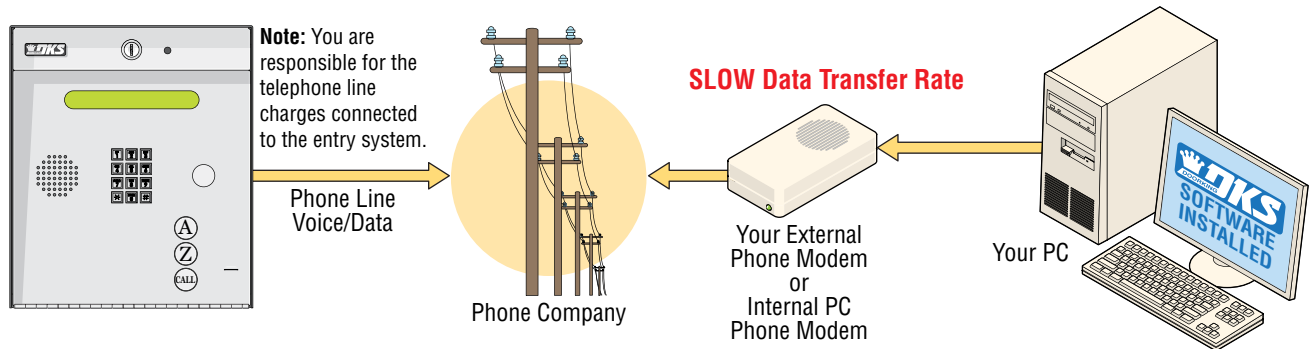 DKS
Note: You are
responsible for the
telephone line
charges connected
to the entry system.
Phone Line
Voice/Data
A
Z
CALL
Phone Company
SLOW Data Transfer Rate
Your External
Phone Modem
or
Internal PC
Phone Modem
Your PC
DOORKING
DKS
SOFTWARE
INSTALLED